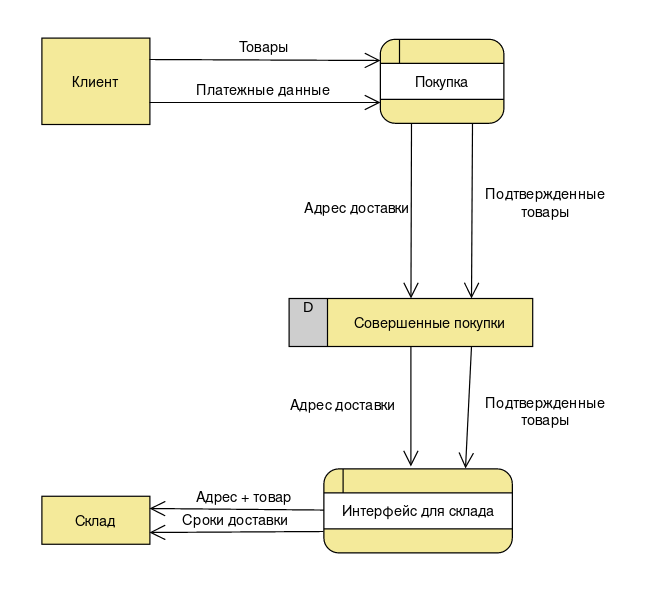 Товары
Клиент
Покупка
Платежные данные
Адрес доставки
Подтвержденные
товары
D
Совершенные покупки
Адрес доставки
Подтвержденные
товары
Адрес + товар
Интерфейс для склада
Склад
Сроки доставки